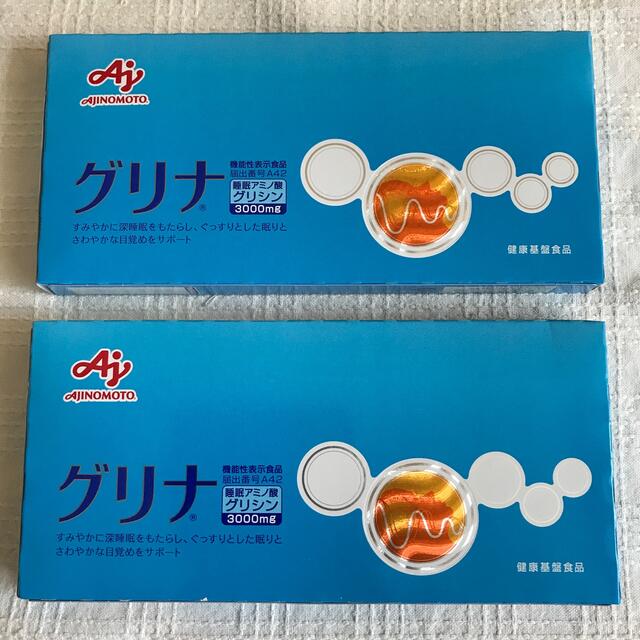 Aj
AJINOMOTO®
グリナ®
機能性表示食品
届出番号A42
睡眠アミノ酸
グリシン
3000mg
すみやかに深睡眠をもたらし、ぐっすりとした眠りと
さわやかな目覚めをサポート
健康基盤食品
Aj
AJINOMOTO®
グリナ®
機能性表示食品
届出番号A42
睡眠アミノ酸
グリシン
3000mg
すみやかに深睡眠をもたらし、ぐっすりとした眠りと
さわやかな目覚めをサポート
健康基盤食品